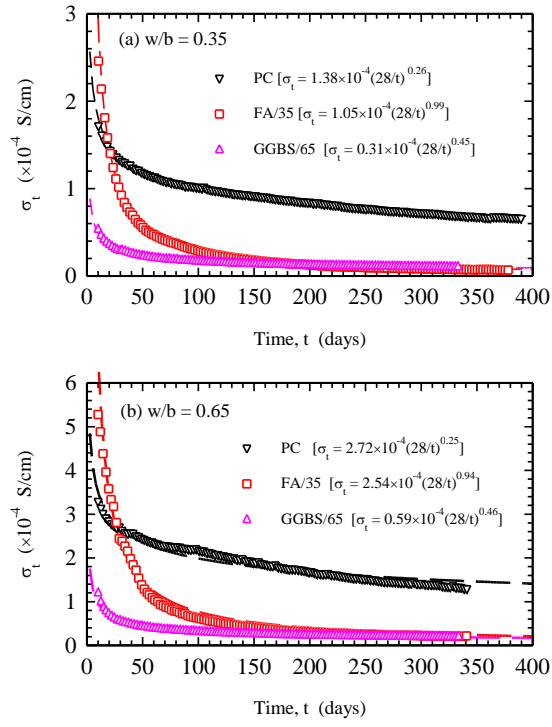 (a) w/b = 0.35
PC [σt = 1.38×10-4(28/t)0.26]
FA/35 [σt = 1.05×10-4(28/t)0.99]
GGBS/65 [σt = 0.31×10-4(28/t)0.45]
3
2
1
0
σt (×10-4 S/cm)
0 50 100 150 200 250 300 350 400
Time, t (days)
(b) w/b = 0.65
PC [σt = 2.72×10-4(28/t)0.25]
FA/35 [σt = 2.54×10-4(28/t)0.94]
GGBS/65 [σt = 0.59×10-4(28/t)0.46]
6
5
4
3
2
1
0
σt (×10-4 S/cm)
0 50 100 150 200 250 300 350 400
Time, t (days)